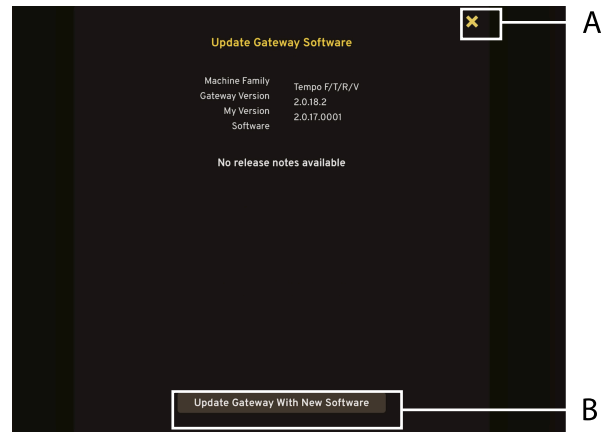 A
Update Gateway Software
Machine Family
Tempo F/T/R/V
Gateway Version
2.0.18.2
My Version
2.0.17.0001
Software
No release notes available
Update Gateway With New Software
B